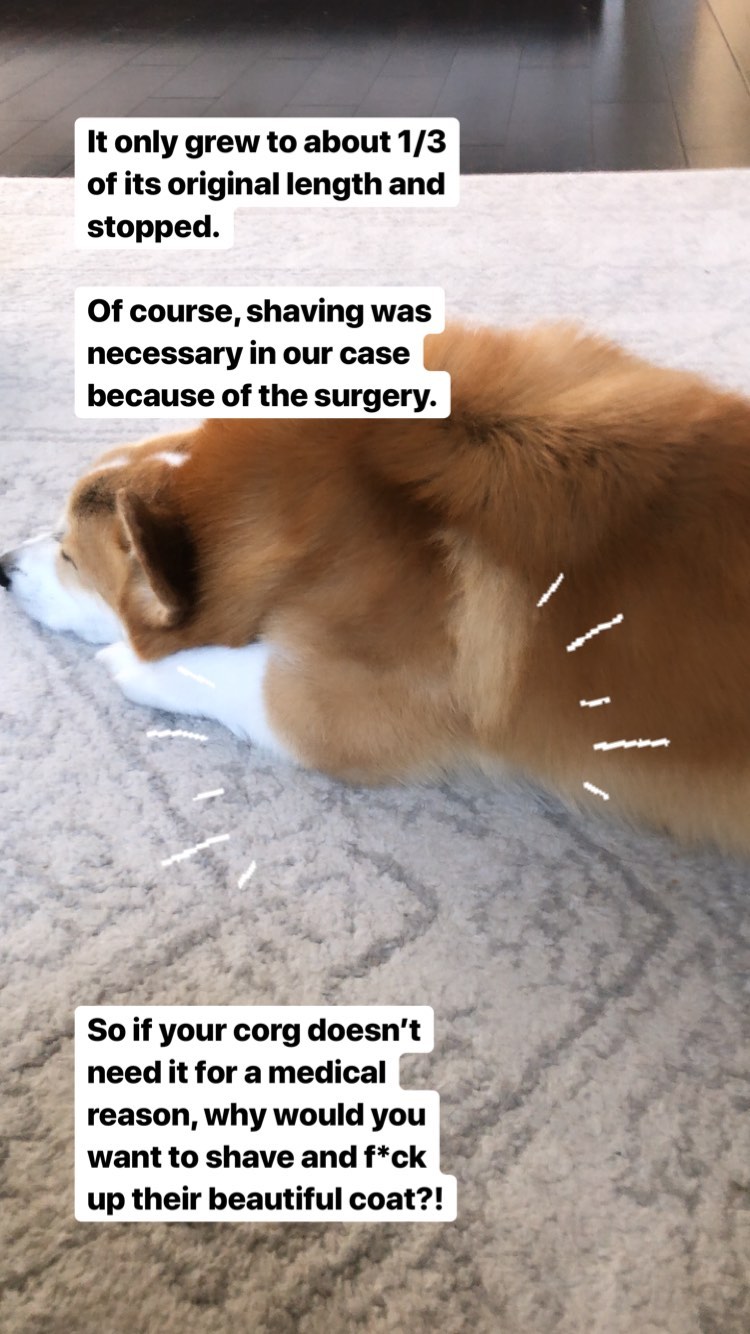 It only grew to about 1/3
of its original length and
stopped.
Of course, shaving was
necessary in our case
because of the surgery.
So if your corg doesn’t
need it for a medical
reason, why would you
want to shave and f*ck
up their beautiful coat?!